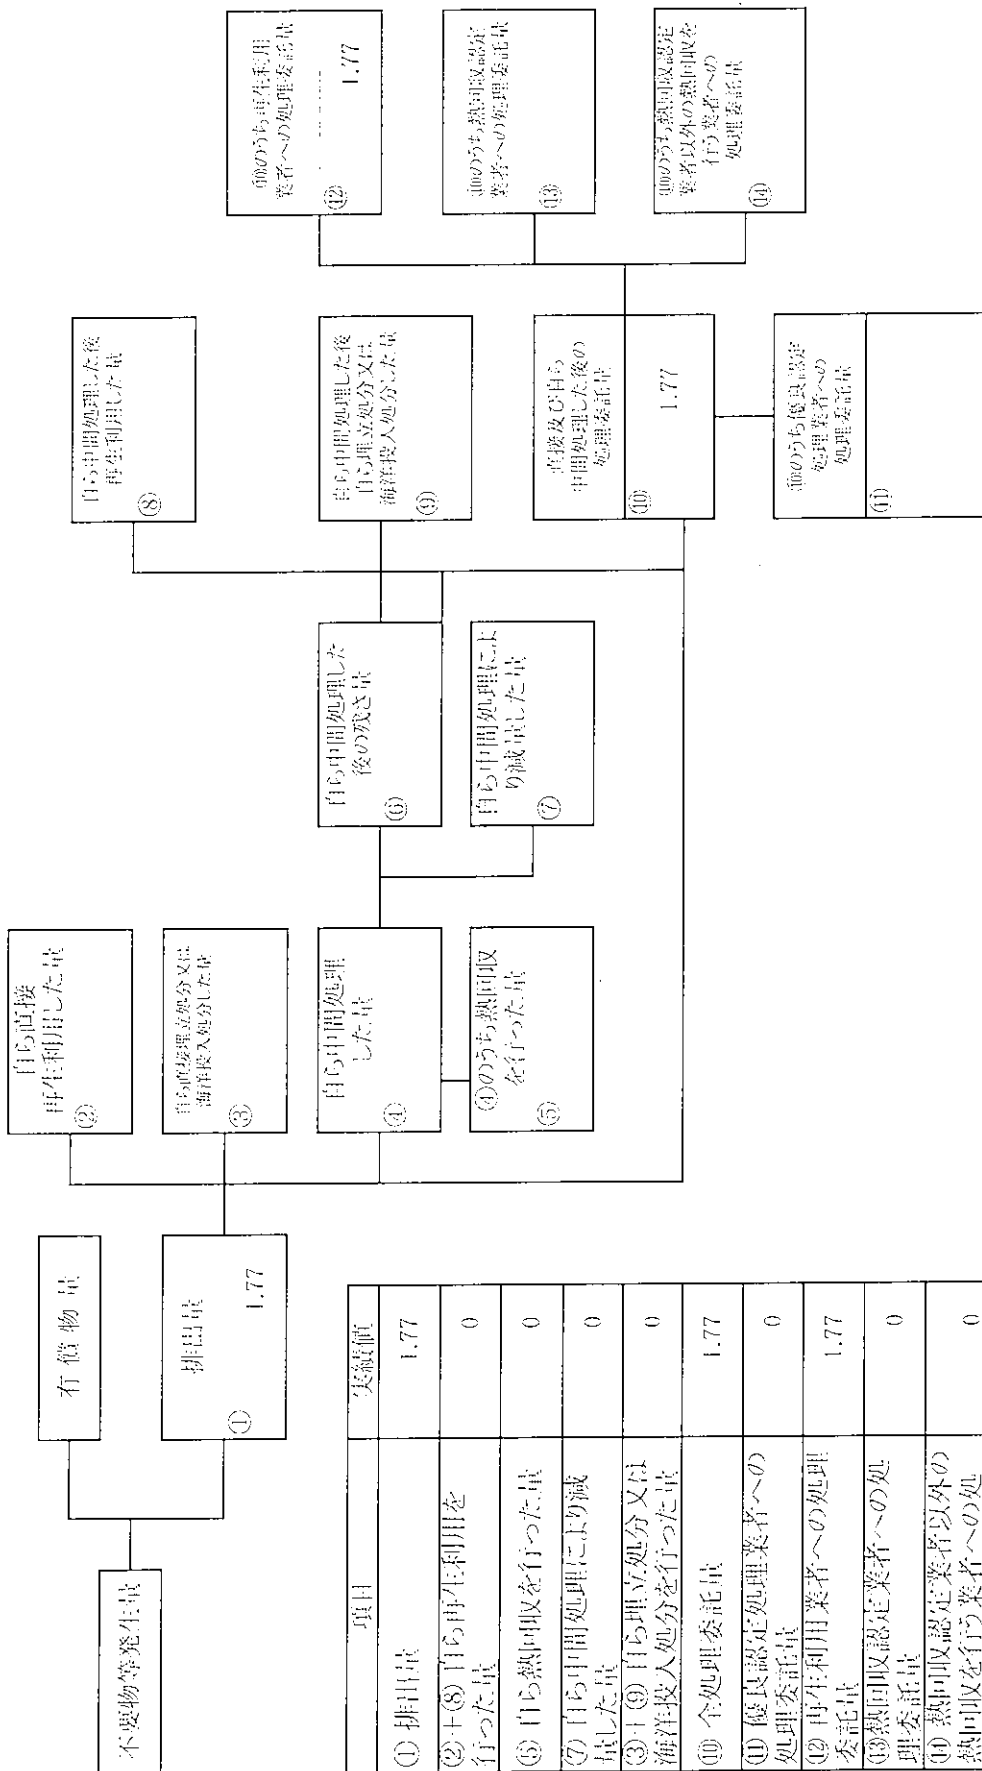 不要物等発生量
有償物量
排出量
①
1.77
自ら直接
再生利用した量
②
自ら直接埋立処分又は
海洋投入処分した量
③
自ら中間処理
した量
④
④のうち熱回収
を行った量
⑤
自ら中間処理した
後の残さ量
⑥
自ら中間処理によ
り減量した量
⑦
自ら中間処理した後
再生利用した量
⑧
自ら中間処理した後
自ら埋立処分又は
海洋投入処分した量
⑨
直接及び自ら
中間処理した後の
処理委託量
⑩
1.77
⑩のうち優良認定
処理業者への
処理委託量
⑪
⑩のうち再生利用
業者への処理委託量
⑫
1.77
⑩のうち熱回収認定
業者への処理委託量
⑬
⑩のうち熱回収認定
業者以外の熱回収を
行う業者への
処理委託量
⑭
項目 実績値
①排出量 1.77
②+⑧自ら再生利用を
行った量 0
⑤自ら熱回収を行った量 0
⑦自ら中間処理により減
量した量 0
③+⑨自ら埋立処分又は
海洋投入処分を行った量 0
⑩全処理委託量 1.77
⑪優良認定処理業者への
処理委託量 0
⑫再生利用業者への処理
委託量 1.77
⑬熱回収認定業者への処
理委託量 0
⑭熱回収認定業者以外の
熱回収を行う業者への処 0